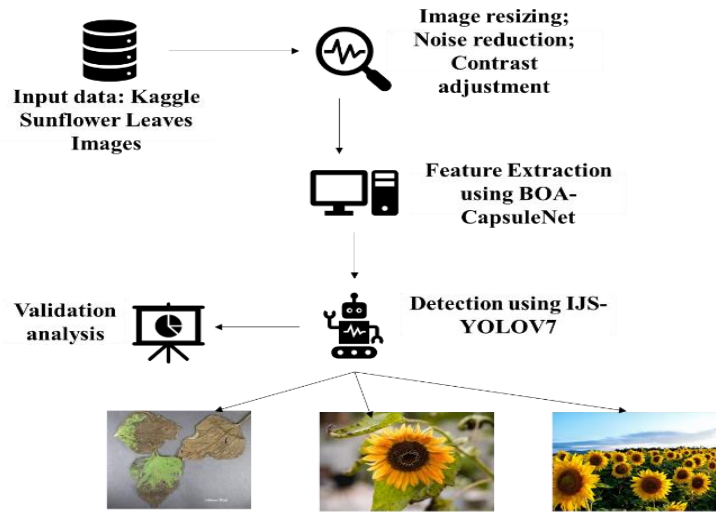 Input data: Kaggle
Sunflower Leaves
Images
Image resizing;
Noise reduction;
Contrast
adjustment
Feature Extraction
using BOA-
CapsuleNet
Detection using IJS-
YOLOV7
Validation
analysis